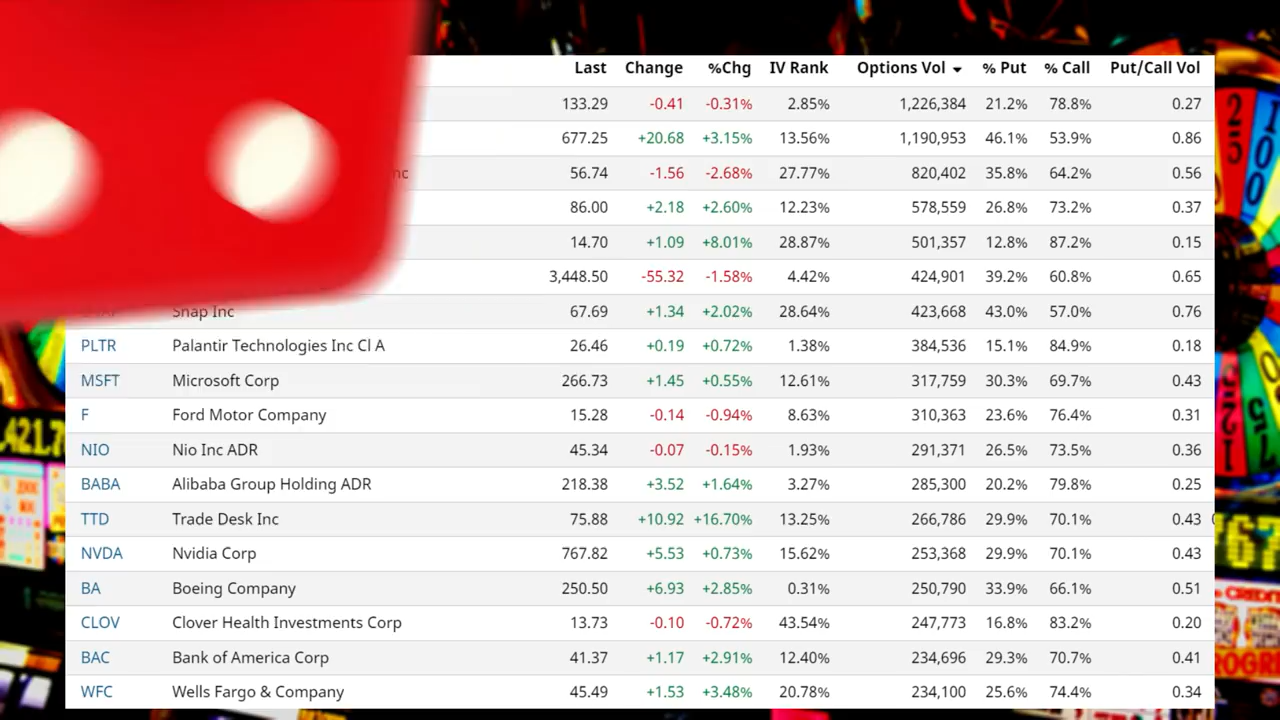 Last Change %Chg IV Rank Options Vol % Put % Call Put/Call Vol
133.29 -0.41 -0.31% 2.85% 1,226,384 21.2% 78.8% 0.27
677.25 +20.68 +3.15% 13.56% 1,190,953 46.1% 53.9% 0.86
nc 56.74 -1.56 -2.68% 27.77% 820,402 35.8% 64.2% 0.56
86.00 +2.18 +2.60% 12.23% 578,559 26.8% 73.2% 0.37
14.70 +1.09 +8.01% 28.87% 501,357 12.8% 87.2% 0.15
3,448.50 -55.32 -1.58% 4.42% 424,901 39.2% 60.8% 0.65
Snap Inc 67.69 +1.34 +2.02% 28.64% 423,668 43.0% 57.0% 0.76
PLTR Palantir Technologies Inc Cl A 26.46 +0.19 +0.72% 1.38% 384,536 15.1% 84.9% 0.18
MSFT Microsoft Corp 266.73 +1.45 +0.55% 12.61% 317,759 30.3% 69.7% 0.43
F Ford Motor Company 15.28 -0.14 -0.94% 8.63% 310,363 23.6% 76.4% 0.31
NIO Nio Inc ADR 45.34 -0.07 -0.15% 1.93% 291,371 26.5% 73.5% 0.36
BABA Alibaba Group Holding ADR 218.38 +3.52 +1.64% 3.27% 285,300 20.2% 79.8% 0.25
TTD Trade Desk Inc 75.88 +10.92 +16.70% 13.25% 266,786 29.9% 70.1% 0.43
NVDA Nvidia Corp 767.82 +5.53 +0.73% 15.62% 253,368 29.9% 70.1% 0.43
BA Boeing Company 250.50 +6.93 +2.85% 0.31% 250,790 33.9% 66.1% 0.51
CLOV Clover Health Investments Corp 13.73 -0.10 -0.72% 43.54% 247,773 16.8% 83.2% 0.20
BAC Bank of America Corp 41.37 +1.17 +2.91% 12.40% 234,696 29.3% 70.7% 0.41
WFC Wells Fargo & Company 45.49 +1.53 +3.48% 20.78% 234,100 25.6% 74.4% 0.34